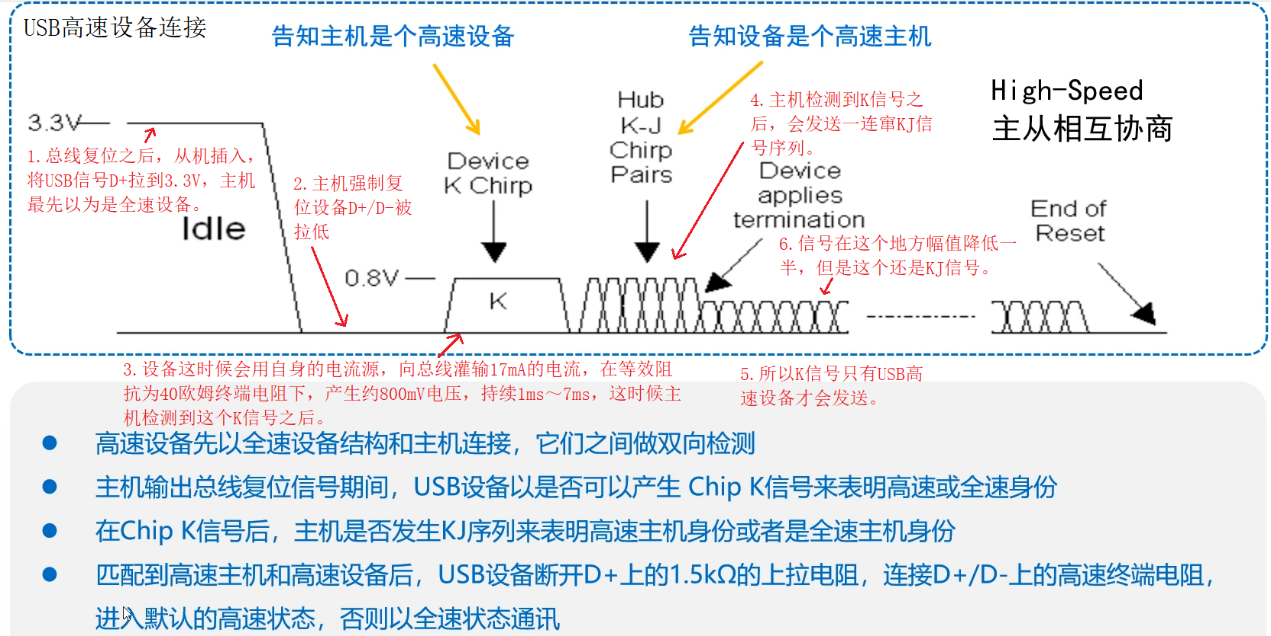 USB高速设备连接
告知主机是个高速设备
告知设备是个高速主机
High-Speed
主从相互协商
3.3V
1.总线复位之后，从机插入，
将USB信号D+拉到3.3V，主机
最先以为是全速设备。
Idle
2.主机强制复
位设备D+/D-被
拉低
Device
K Chirp
Hub
K-J
Chirp
Pairs
4.主机检测到K信号之
后，会发送一连窜KJ信
号序列。
Device
applies
termination
6.信号在这个地方幅值降低一
半，但是这个还是KJ信号。
End of
Reset
0.8V
K
3.设备这时候会用自身的电流源，向总线灌输17mA的电流，在等效阻
抗为40欧姆终端电阻下，产生约800mV电压，持续1ms～7ms，这时候主
机检测到这个K信号之后。
5.所以K信号只有USB高
速设备才会发送。
● 高速设备先以全速设备结构和主机连接，它们之间做双向检测
● 主机输出总线复位信号期间，USB设备以是否可以产生 Chip K信号来表明高速或全速身份
● 在Chip K信号后，主机是否发生KJ序列来表明高速主机身份或者是全速主机身份
● 匹配到高速主机和高速设备后，USB设备断开D+上的1.5kΩ的上拉电阻，连接D+/D-上的高速终端电阻，
进入默认的高速状态，否则以全速状态通讯